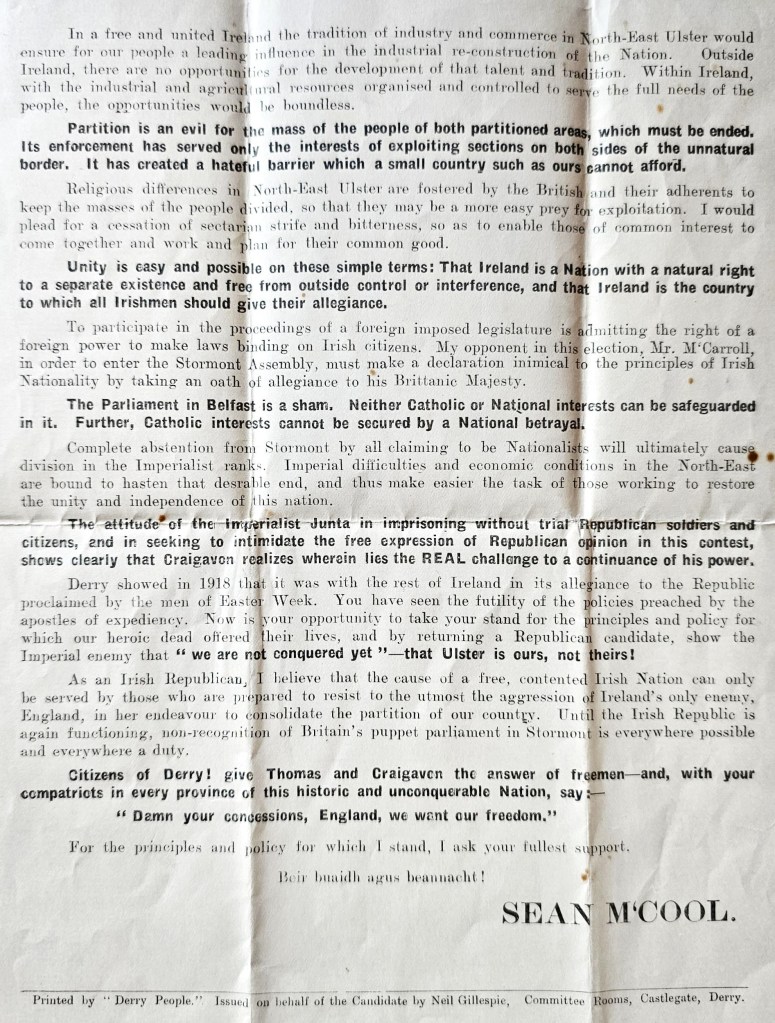 In a free and united Ireland the tradition of industry and commerce in North-East Ulster would
ensure for our people a leading influence in the industrial re-construction of the Nation. Outside
Ireland, there are no opportunities for the development of that talent and tradition. Within Ireland,
with the industrial and agricultural resources organised and controlled to serve the full needs of the
people, the opportunities would be boundless.
Partition is an evil for the mass of the people of both partitioned areas, which must be ended.
Its enforcement has served only the interests of exploiting sections on both sides of the unnatural
border. It has created a hateful barrier which a small country such as ours cannot afford.
Religious differences in North-East Ulster are fostered by the British and their adherents to
keep the masses of the people divided, so that they may be a more easy prey for exploitation. I would
plead for a cessation of sectarian strife and bitterness, so as to enable those of common interest to
come together and work and plan for their common good.
Unity is easy and possible on these simple terms: That Ireland is a Nation with a natural right
to a separate existence and free from outside control or interference, and that Ireland is the country
to which all Irishmen should give their allegiance.
To participate in the proceedings of a foreign imposed legislature is admitting the right of a
foreign power to make laws binding on Irish citizens. My opponent in this election, Mr. M‘Carroll,
in order to enter the Stormont Assembly, must make a declaration inimical to the principles of Irish
Nationality by taking an oath of allegiance to his Brittanic Majesty.
The Parliament in Belfast is a sham. Neither Catholic or National interests can be safeguarded
in it. Further, Catholic interests cannot be secured by a National betrayal.
Complete abstention from Stormont by all claiming to be Nationalists will ultimately cause
division in the Imperialist ranks. Imperial difficulties and economic conditions in the North-East
are bound to hasten that desrable end, and thus make easier the task of those working to restore
the unity and independence of this nation.
The attitude of the Imperialist Junta in imprisoning without trial Republican soldiers and
citizens, and in seeking to intimidate the free expression of Republican opinion in this contest,
shows clearly that Craigavon realizes wherein lies the REAL challenge to a continuance of his power.
Derry showed in 1918 that it was with the rest of Ireland in its allegiance to the Republic
proclaimed by the men of Easter Week. You have seen the futility of the policies preached by the
apostles of expediency. Now is your opportunity to take your stand for the principles and policy for
which our heroic dead offered their lives, and by returning a Republican candidate, show the
Imperial enemy that “ we are not conquered yet ”—that Ulster is ours, not theirs!
As an Irish Republican, I believe that the cause of a free, contented Irish Nation can only
be served by those who are prepared to resist to the utmost the aggression of Ireland's only enemy,
England, in her endeavour to consolidate the partition of our country. Until the Irish Republic is
again functioning, non-recognition of Britain's puppet parliament in Stormont is everywhere possible
and everywhere a duty.
Citizens of Derry! give Thomas and Craigavon the answer of freemen—and, with your
compatriots in every province of this historic and unconquerable Nation, say:—
“ Damn your concessions, England, we want our freedom.”
For the principles and policy for which I stand, I ask your fullest support.
Beir buaidh agus beannacht!
SEAN M‘COOL.
Printed by “ Derry People.” Issued on behalf of the Candidate by Neil Gillespie, Committee Rooms, Castlegate, Derry.